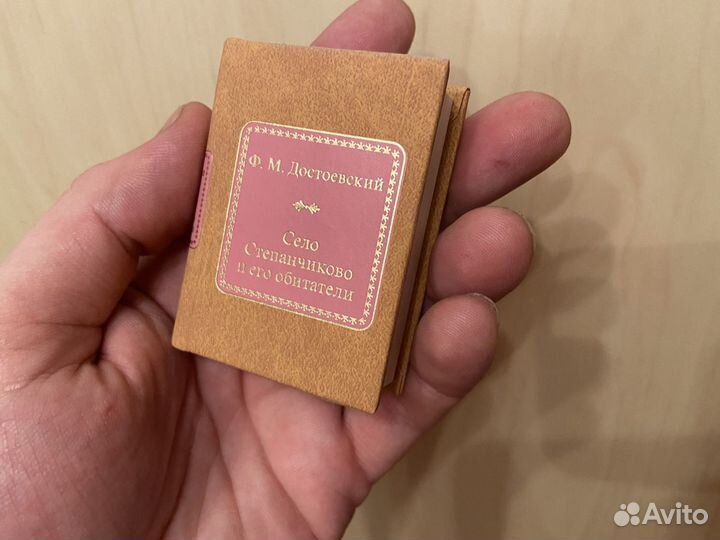 Ф. М. Достоевский
Село
Степанчиково
и его обитатели
Avito